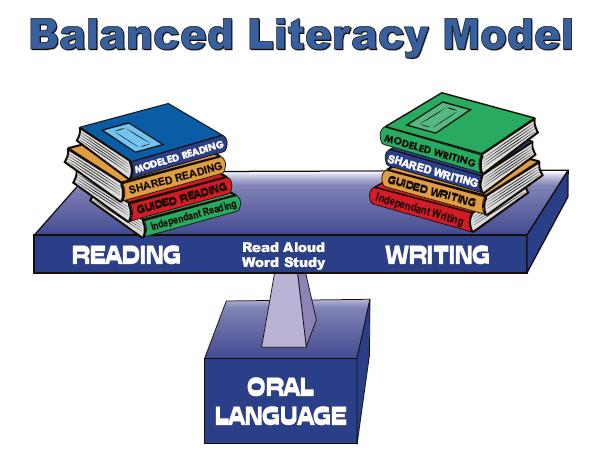 Balanced Literacy Model
MODELED READING
SHARED READING
GUIDED READING
Independant Reading
MODELED WRITING
SHARED WRITING
GUIDED WRITING
Independant Writing
READING
Read Aloud
Word Study
WRITING
ORAL
LANGUAGE